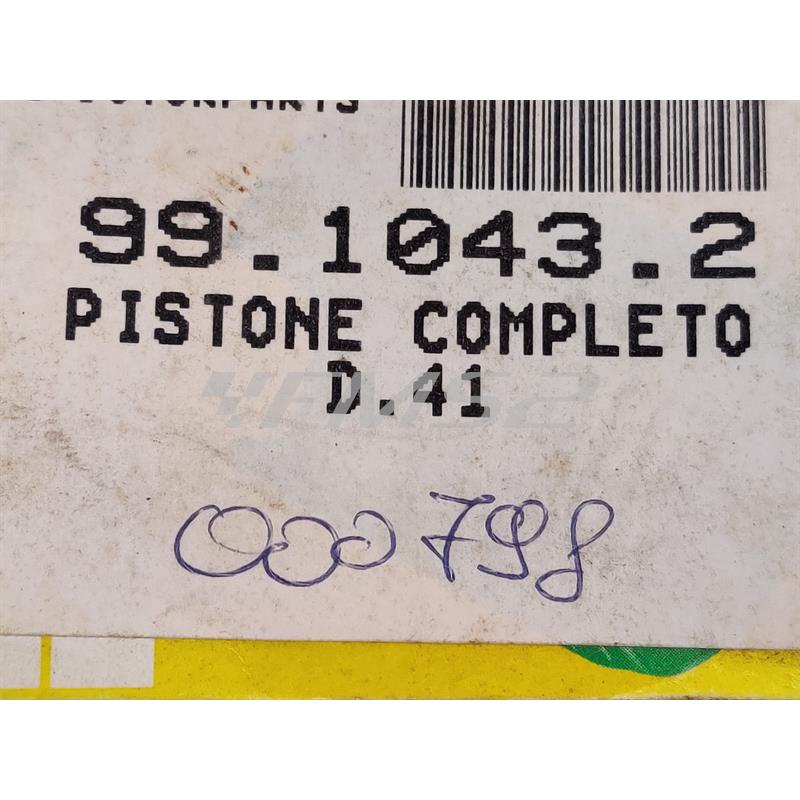 99.1043.2
PISTONE COMPLETO
D.41
000798